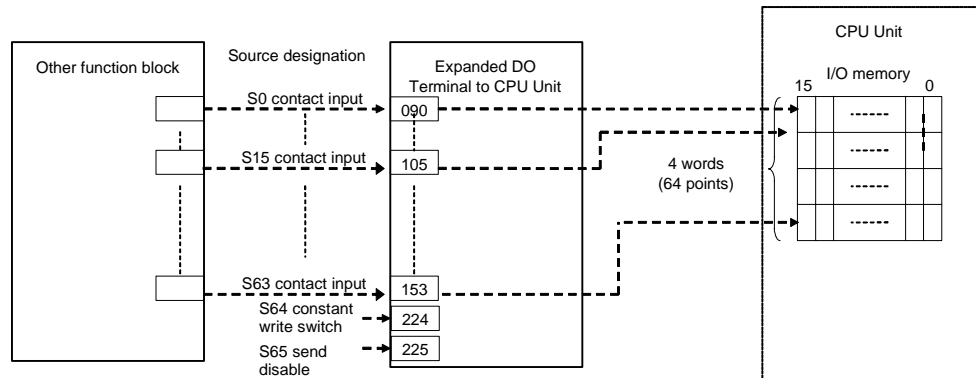 CPU Unit
Other function block
Source designation
Expanded DO
Terminal to CPU Unit
I/O memory
15
0
S0 contact input
090
S15 contact input
105
4 words
(64 points)
S63 contact input
153
S64 constant
write switch
224
S65 send
disable
225